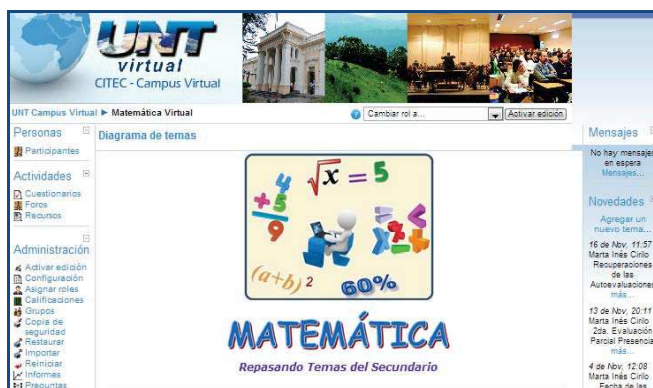 UNT
virtual
CITEC - Campus Virtual
UNT Campus Virtual ► Matemática Virtual
Cambiar rol a...
Activar edición
Personas
Participantes
Actividades
Cuestionarios
Foros
Recursos
Administración
Activar edición
Configuración
Asignar roles
Calificaciones
Grupos
Copia de
seguridad
Restaurar
Importar
Reiniciar
Informes
Preguntas
Diagrama de temas
√x = 5
4
+ 5
9
(a+b) 2
60%
MATEMÁTICA
Repasando Temas del Secundario
Mensajes
No hay mensajes
en espera
Mensajes...
Novedades
Agregar un
nuevo tema...
16 de Nov, 11:57
Marta Inés Cirilo
Recuperaciones
de las
Autoevaluaciones
más...
13 de Nov, 20:11
Marta Inés Cirilo
2da. Evaluación
Parcial Presencial
más...
4 de Nov, 12:08
Marta Inés Cirilo
Fecha de las